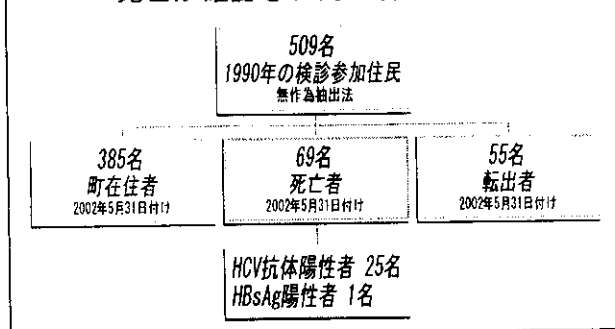 509名
1990年の検診参加住民
無作為抽出法
385名
町在住者
2002年5月31日付け
69名
死亡者
2002年5月31日付け
55名
転出者
2002年5月31日付け
HCV抗体陽性者 25名
HBsAg陽性者 1名